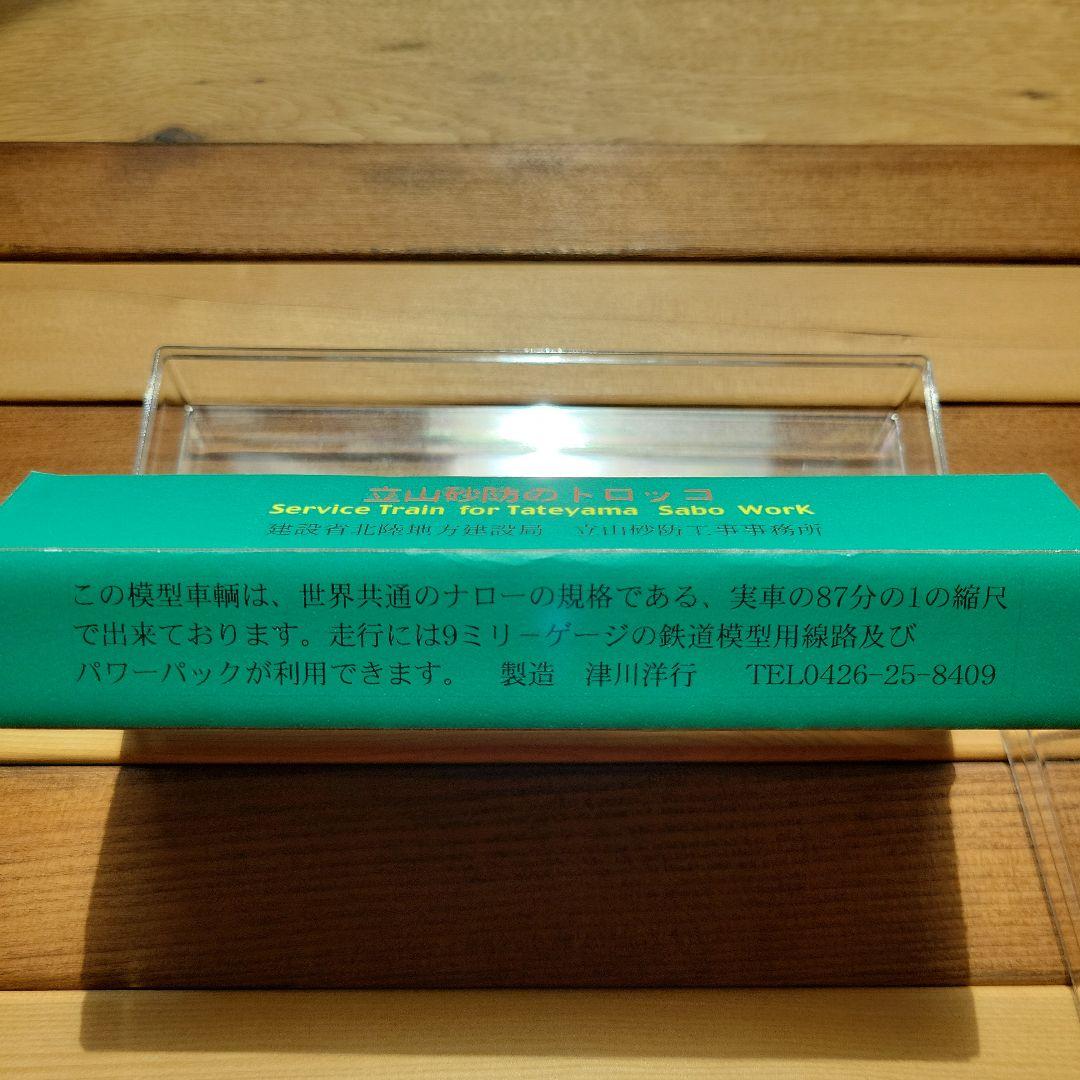 立山砂防のトロッコ
Service Train for Tateyama Sabo Work
建設省北陸地方建設局 立山砂防工事事務所
この模型車輌は、世界共通のナローの規格である、実車の87分の1の縮尺
で出来ております。走行には9ミリーゲージの鉄道模型用線路及び
パワーパックが利用できます。 製造 津川洋行 TEL0426-25-8409